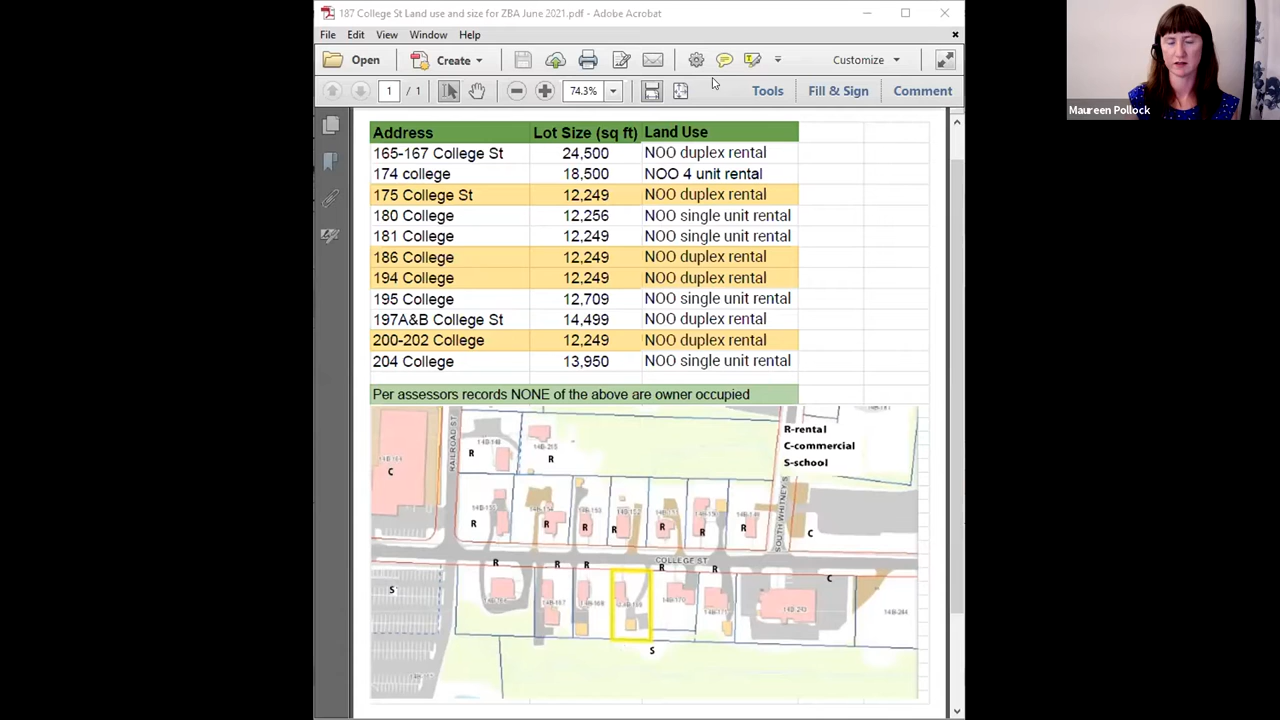 187 College St Land use and size for ZBA June 2021.pdf - Adobe Acrobat
File Edit View Window Help
Open Create Customize
1 / 1 74.3% Tools Fill & Sign Comment
Maureen Pollock
Address Lot Size (sq ft) Land Use
165-167 College St 24,500 NOO duplex rental
174 college 18,500 NOO 4 unit rental
175 College St 12,249 NOO duplex rental
180 College 12,256 NOO single unit rental
181 College 12,249 NOO single unit rental
186 College 12,249 NOO duplex rental
194 College 12,249 NOO duplex rental
195 College 12,709 NOO single unit rental
197A&B College St 14,499 NOO duplex rental
200-202 College 12,249 NOO duplex rental
204 College 13,950 NOO single unit rental
Per assessors records NONE of the above are owner occupied
R-rental
C-commercial
S-school
RAILROAD ST
R R
C
R R R R R R R
SOUTH WHITNEY S
C
COLLEGE ST
R R R R R
C
S
S